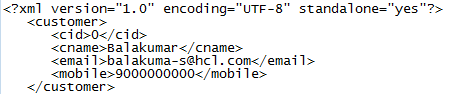 <?xml version="1.0" encoding="UTF-8" standalone="yes"?>
<customer>
<cid>0</cid>
<cname>Balakumar</cname>
<email>balakuma-s@hcl.com</email>
<mobile>9000000000</mobile>
</customer>